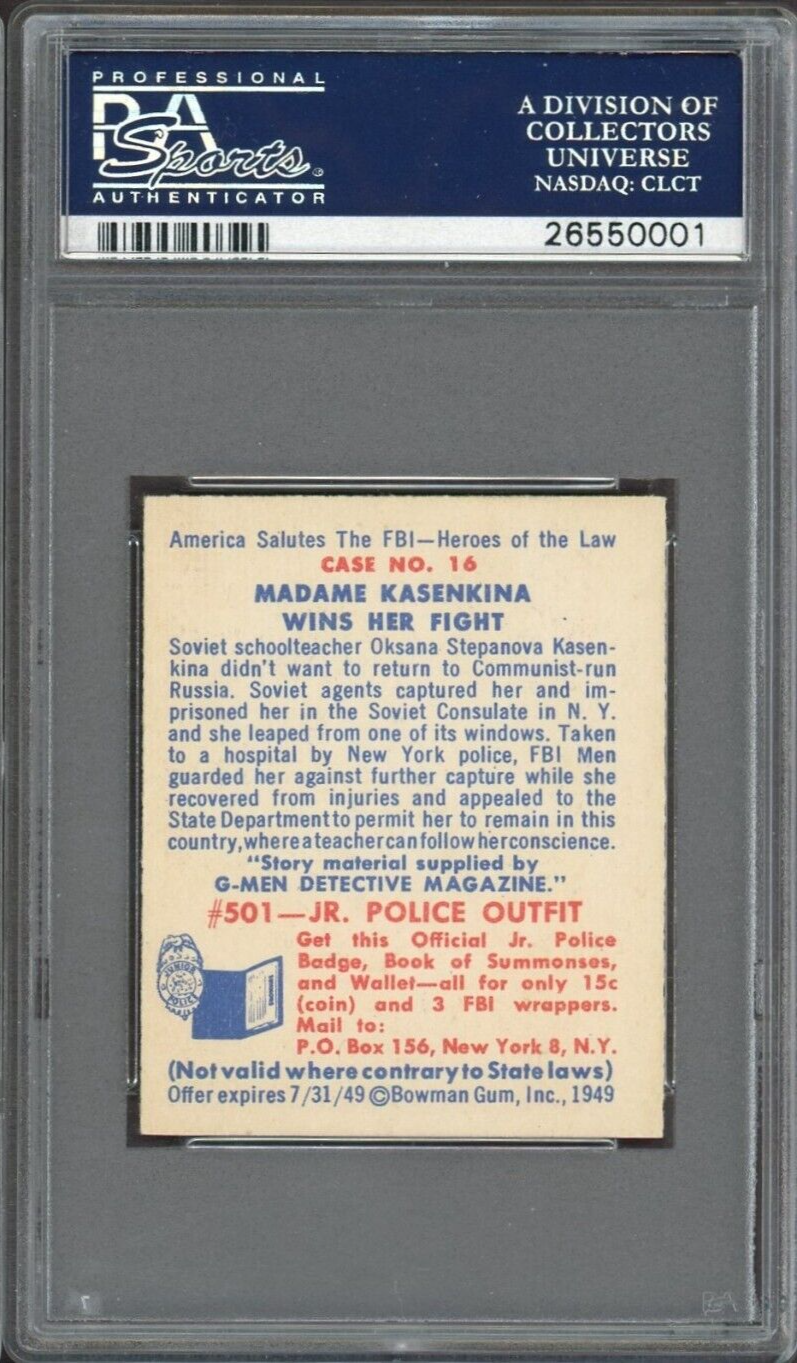 PROFESSIONAL
PSA
Sports®
AUTHENTICATOR
A DIVISION OF
COLLECTORS
UNIVERSE
NASDAQ: CLCT
26550001
America Salutes The FBI—Heroes of the Law
CASE NO. 16
MADAME KASENKINA
WINS HER FIGHT
Soviet schoolteacher Oksana Stepanova Kasen-
kina didn't want to return to Communist-run
Russia. Soviet agents captured her and im-
prisoned her in the Soviet Consulate in N. Y.
and she leaped from one of its windows. Taken
to a hospital by New York police, FBI Men
guarded her against further capture while she
recovered from injuries and appealed to the
State Department to permit her to remain in this
country, where a teacher can follow her conscience.
"Story material supplied by
G-MEN DETECTIVE MAGAZINE."
#501—JR. POLICE OUTFIT
JUNIOR
POLICE
Get this Official Jr. Police
Badge, Book of Summonses,
and Wallet—all for only 15c
(coin) and 3 FBI wrappers.
Mail to:
P.O. Box 156, New York 8, N.Y.
(Not valid where contrary to State laws)
Offer expires 7/31/49 ©Bowman Gum, Inc., 1949
PSA